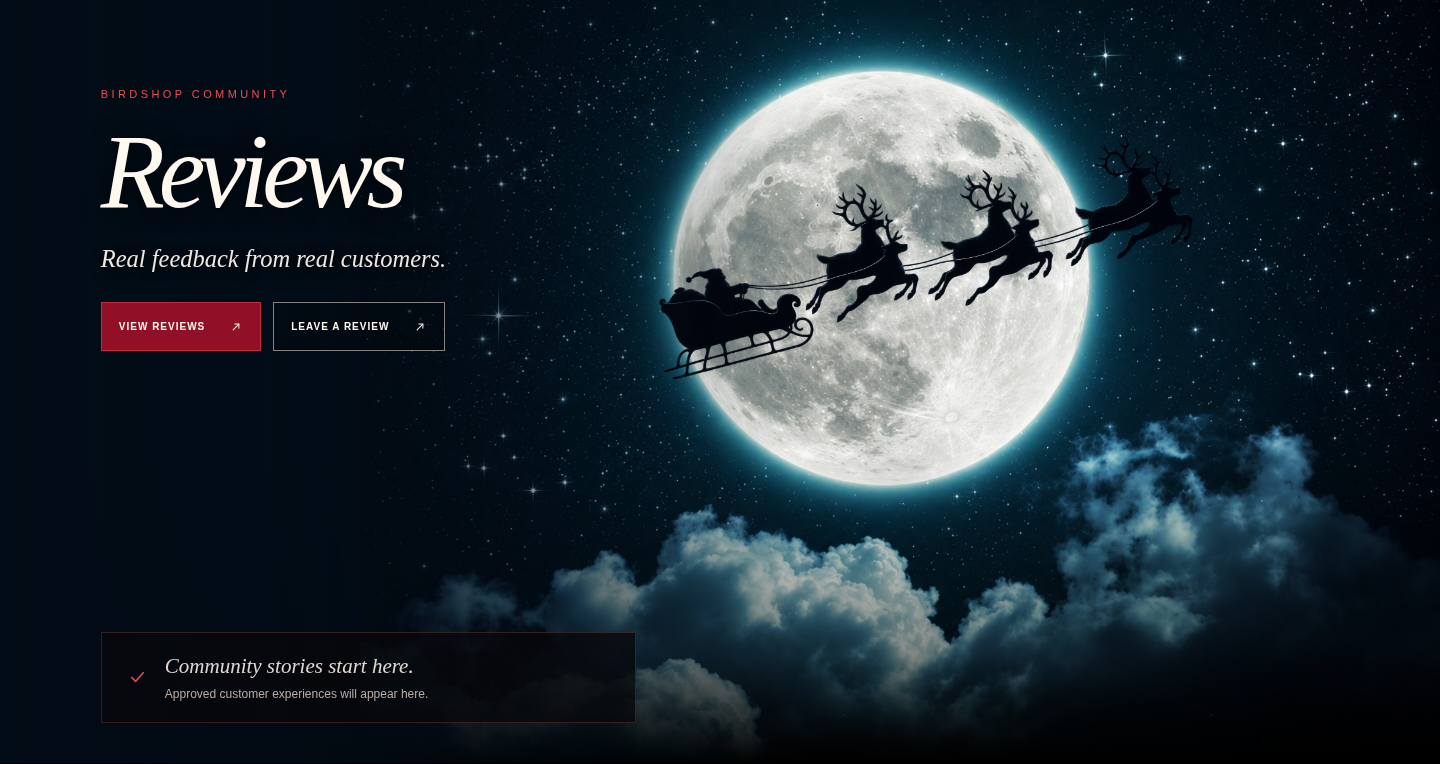 BIRDSHOP COMMUNITY
Reviews
Real feedback from real customers.
VIEW REVIEWS
LEAVE A REVIEW
Community stories start here.
Approved customer experiences will appear here.